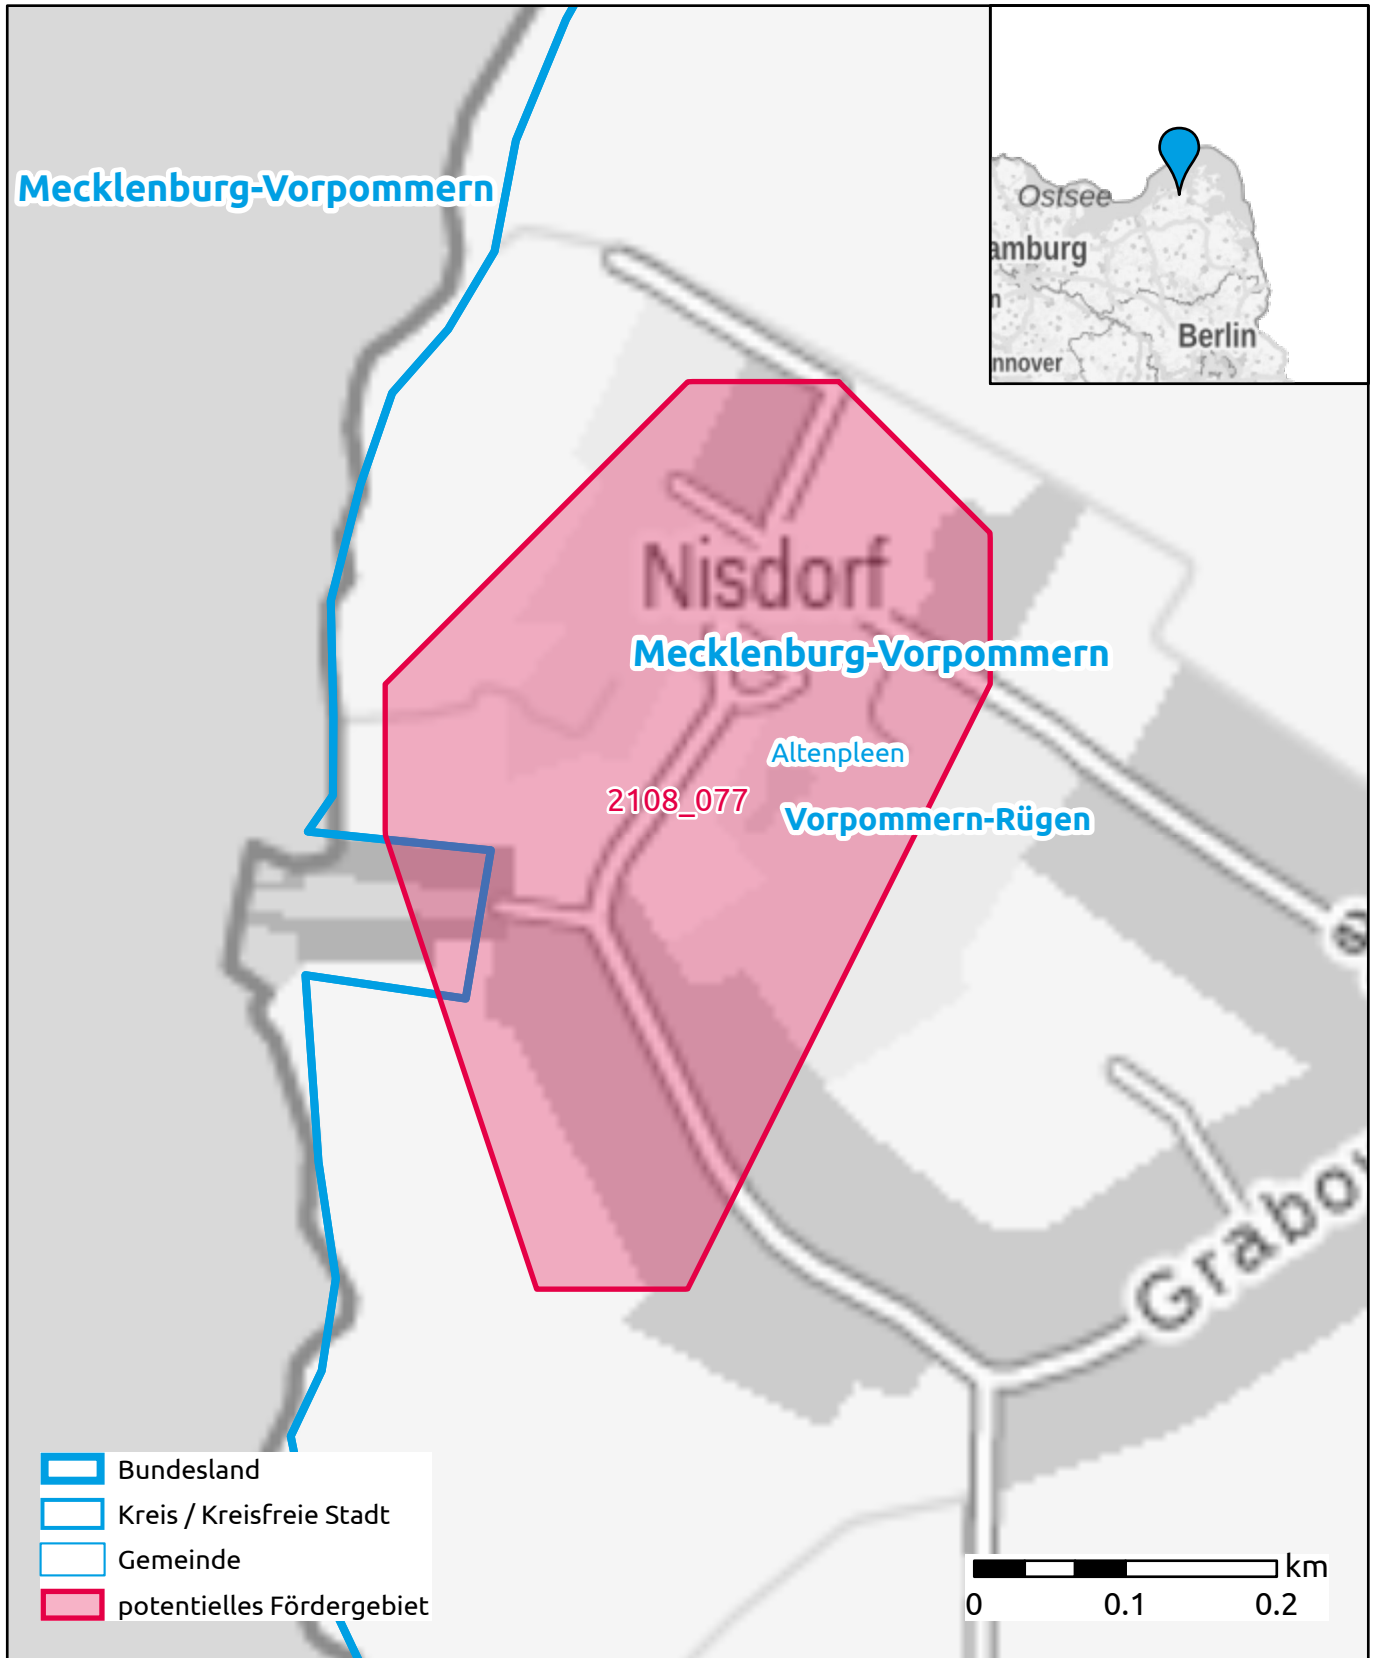 Mecklenburg-Vorpommern
Ostsee
amburg
Berlin
nnover
Nisdorf
Mecklenburg-Vorpommern
Altenpleen
2108_077
Vorpommern-Rügen
Grabo
Bundesland
Kreis / Kreisfreie Stadt
Gemeinde
potentielles Fördergebiet
km
0 0.1 0.2